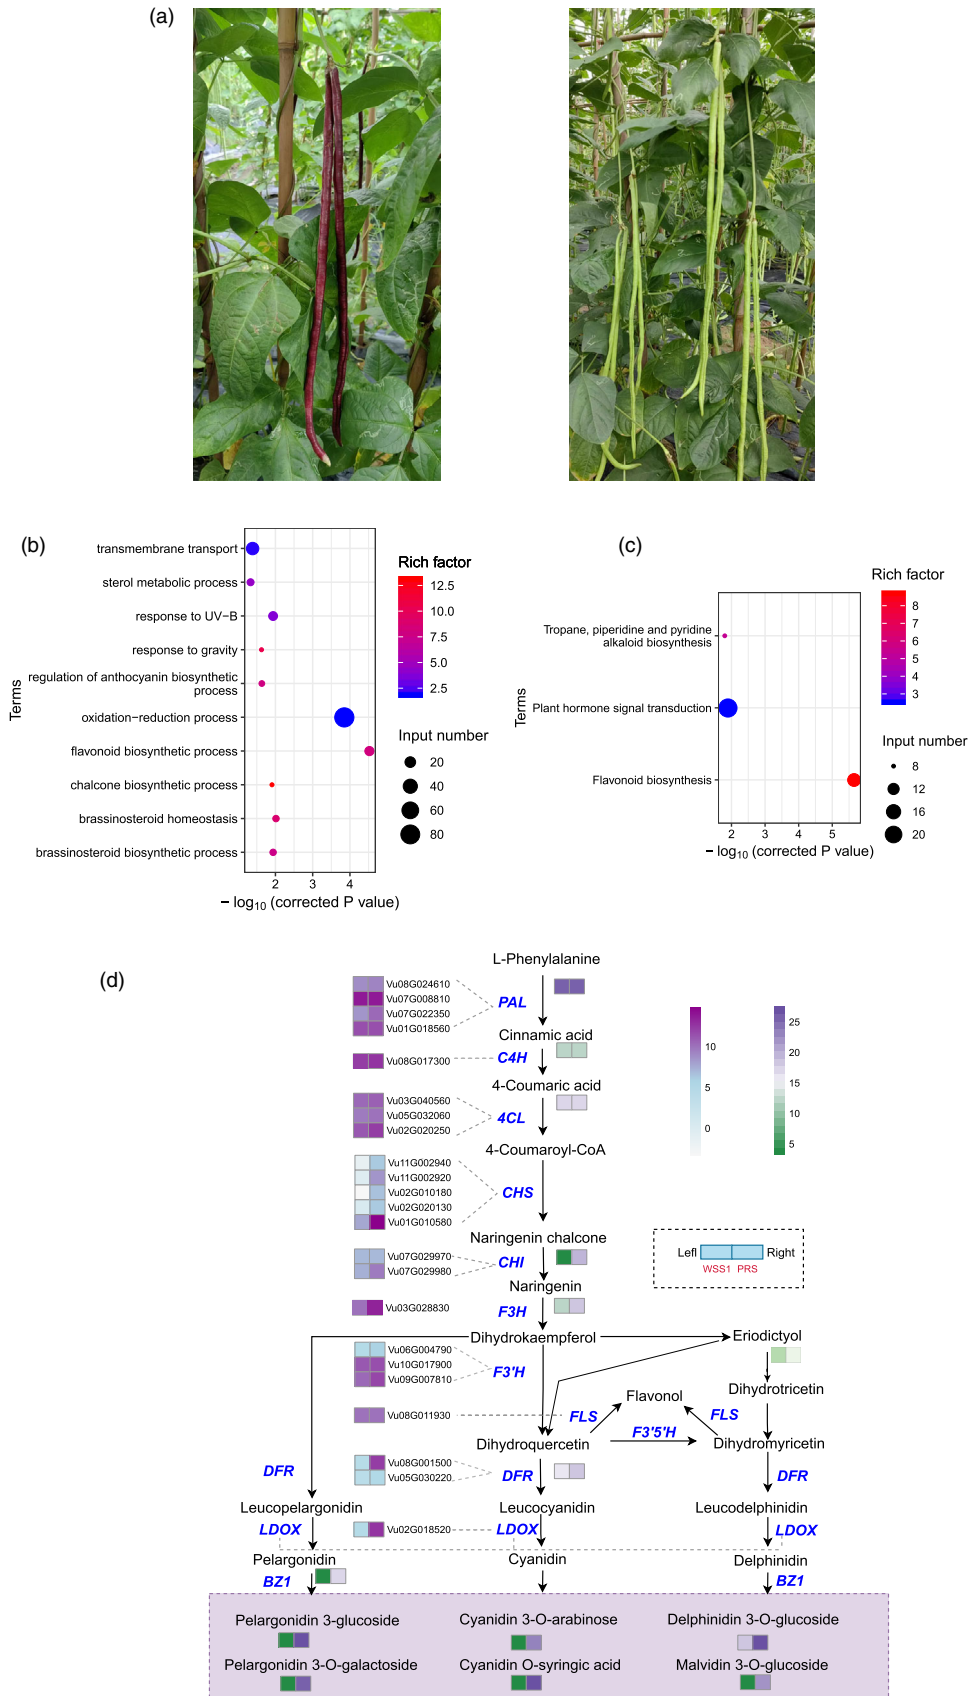 (a)
(b)
transmembrane transport
sterol metabolic process
response to UV−B
response to gravity
regulation of anthocyanin biosynthetic
process
oxidation−reduction process
flavonoid biosynthetic process
chalcone biosynthetic process
brassinosteroid homeostasis
brassinosteroid biosynthetic process
Terms
2
3
4
− log10 (corrected P value)
Rich factor
12.5
10.0
7.5
5.0
2.5
Input number
20
40
60
80
(c)
Tropane, piperidine and pyridine
alkaloid biosynthesis
Plant hormone signal transduction
Flavonoid biosynthesis
Terms
2
3
4
5
− log10 (corrected P value)
Rich factor
8
7
6
5
4
3
Input number
8
12
16
20
(d)
L-Phenylalanine
Vu08G024610
Vu07G008810
Vu07G022350
Vu01G018560
PAL
Cinnamic acid
Vu08G017300
C4H
4-Coumaric acid
Vu03G040560
Vu05G032060
Vu02G020250
4CL
4-Coumaroyl-CoA
Vu11G002940
Vu11G002920
Vu02G010180
Vu02G020130
Vu01G010580
CHS
Naringenin chalcone
Vu07G029970
Vu07G029980
CHI
Naringenin
Vu03G028830
F3H
Dihydrokaempferol
Eriodictyol
Vu06G004790
Vu10G017900
Vu09G007810
F3'H
Dihydrotricetin
Flavonol
Vu08G011930
FLS
FLS
F3'5'H
Dihydroquercetin
Dihydromyricetin
Vu08G001500
Vu05G030220
DFR
DFR
DFR
Leucopelargonidin
Leucocyanidin
Leucodelphinidin
LDOX
Vu02G018520
LDOX
LDOX
Pelargonidin
Cyanidin
Delphinidin
BZ1
BZ1
Pelargonidin 3-glucoside
Cyanidin 3-O-arabinose
Delphinidin 3-O-glucoside
Pelargonidin 3-O-galactoside
Cyanidin O-syringic acid
Malvidin 3-O-glucoside
10
5
0
25
20
15
10
5
Lefl
Right
WSS1
PRS